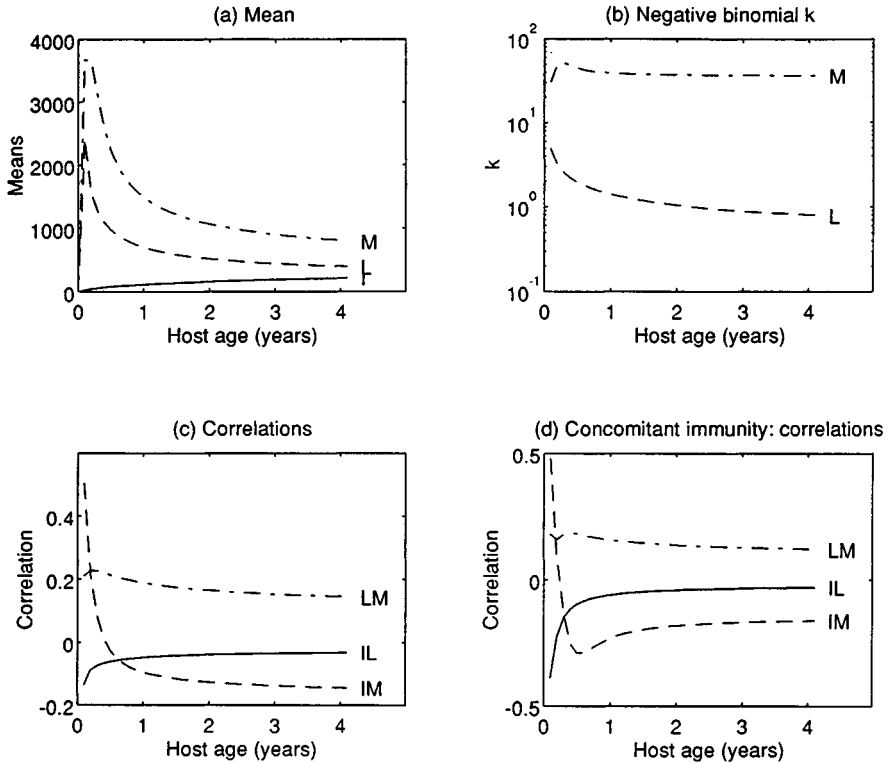 (a) Mean
4000
3000
2000
1000
0
Means
M
L
I
0 1 2 3 4
Host age (years)
(b) Negative binomial k
10^2
10^1
10^0
10^-1
k
M
L
0 1 2 3 4
Host age (years)
(c) Correlations
0.4
0.2
0
-0.2
Correlation
LM
IL
IM
0 1 2 3 4
Host age (years)
(d) Concomitant immunity: correlations
0.5
0
-0.5
Correlation
LM
IL
IM
0 1 2 3 4
Host age (years)